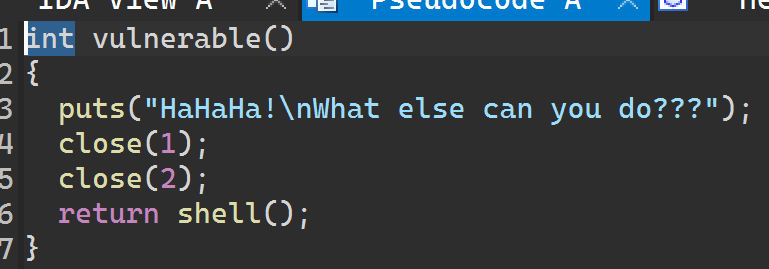 IDA View A Pseudocode A He
1 int vulnerable()
2 {
3 puts("HaHaHa!\nWhat else can you do???");
4 close(1);
5 close(2);
6 return shell();
7 }